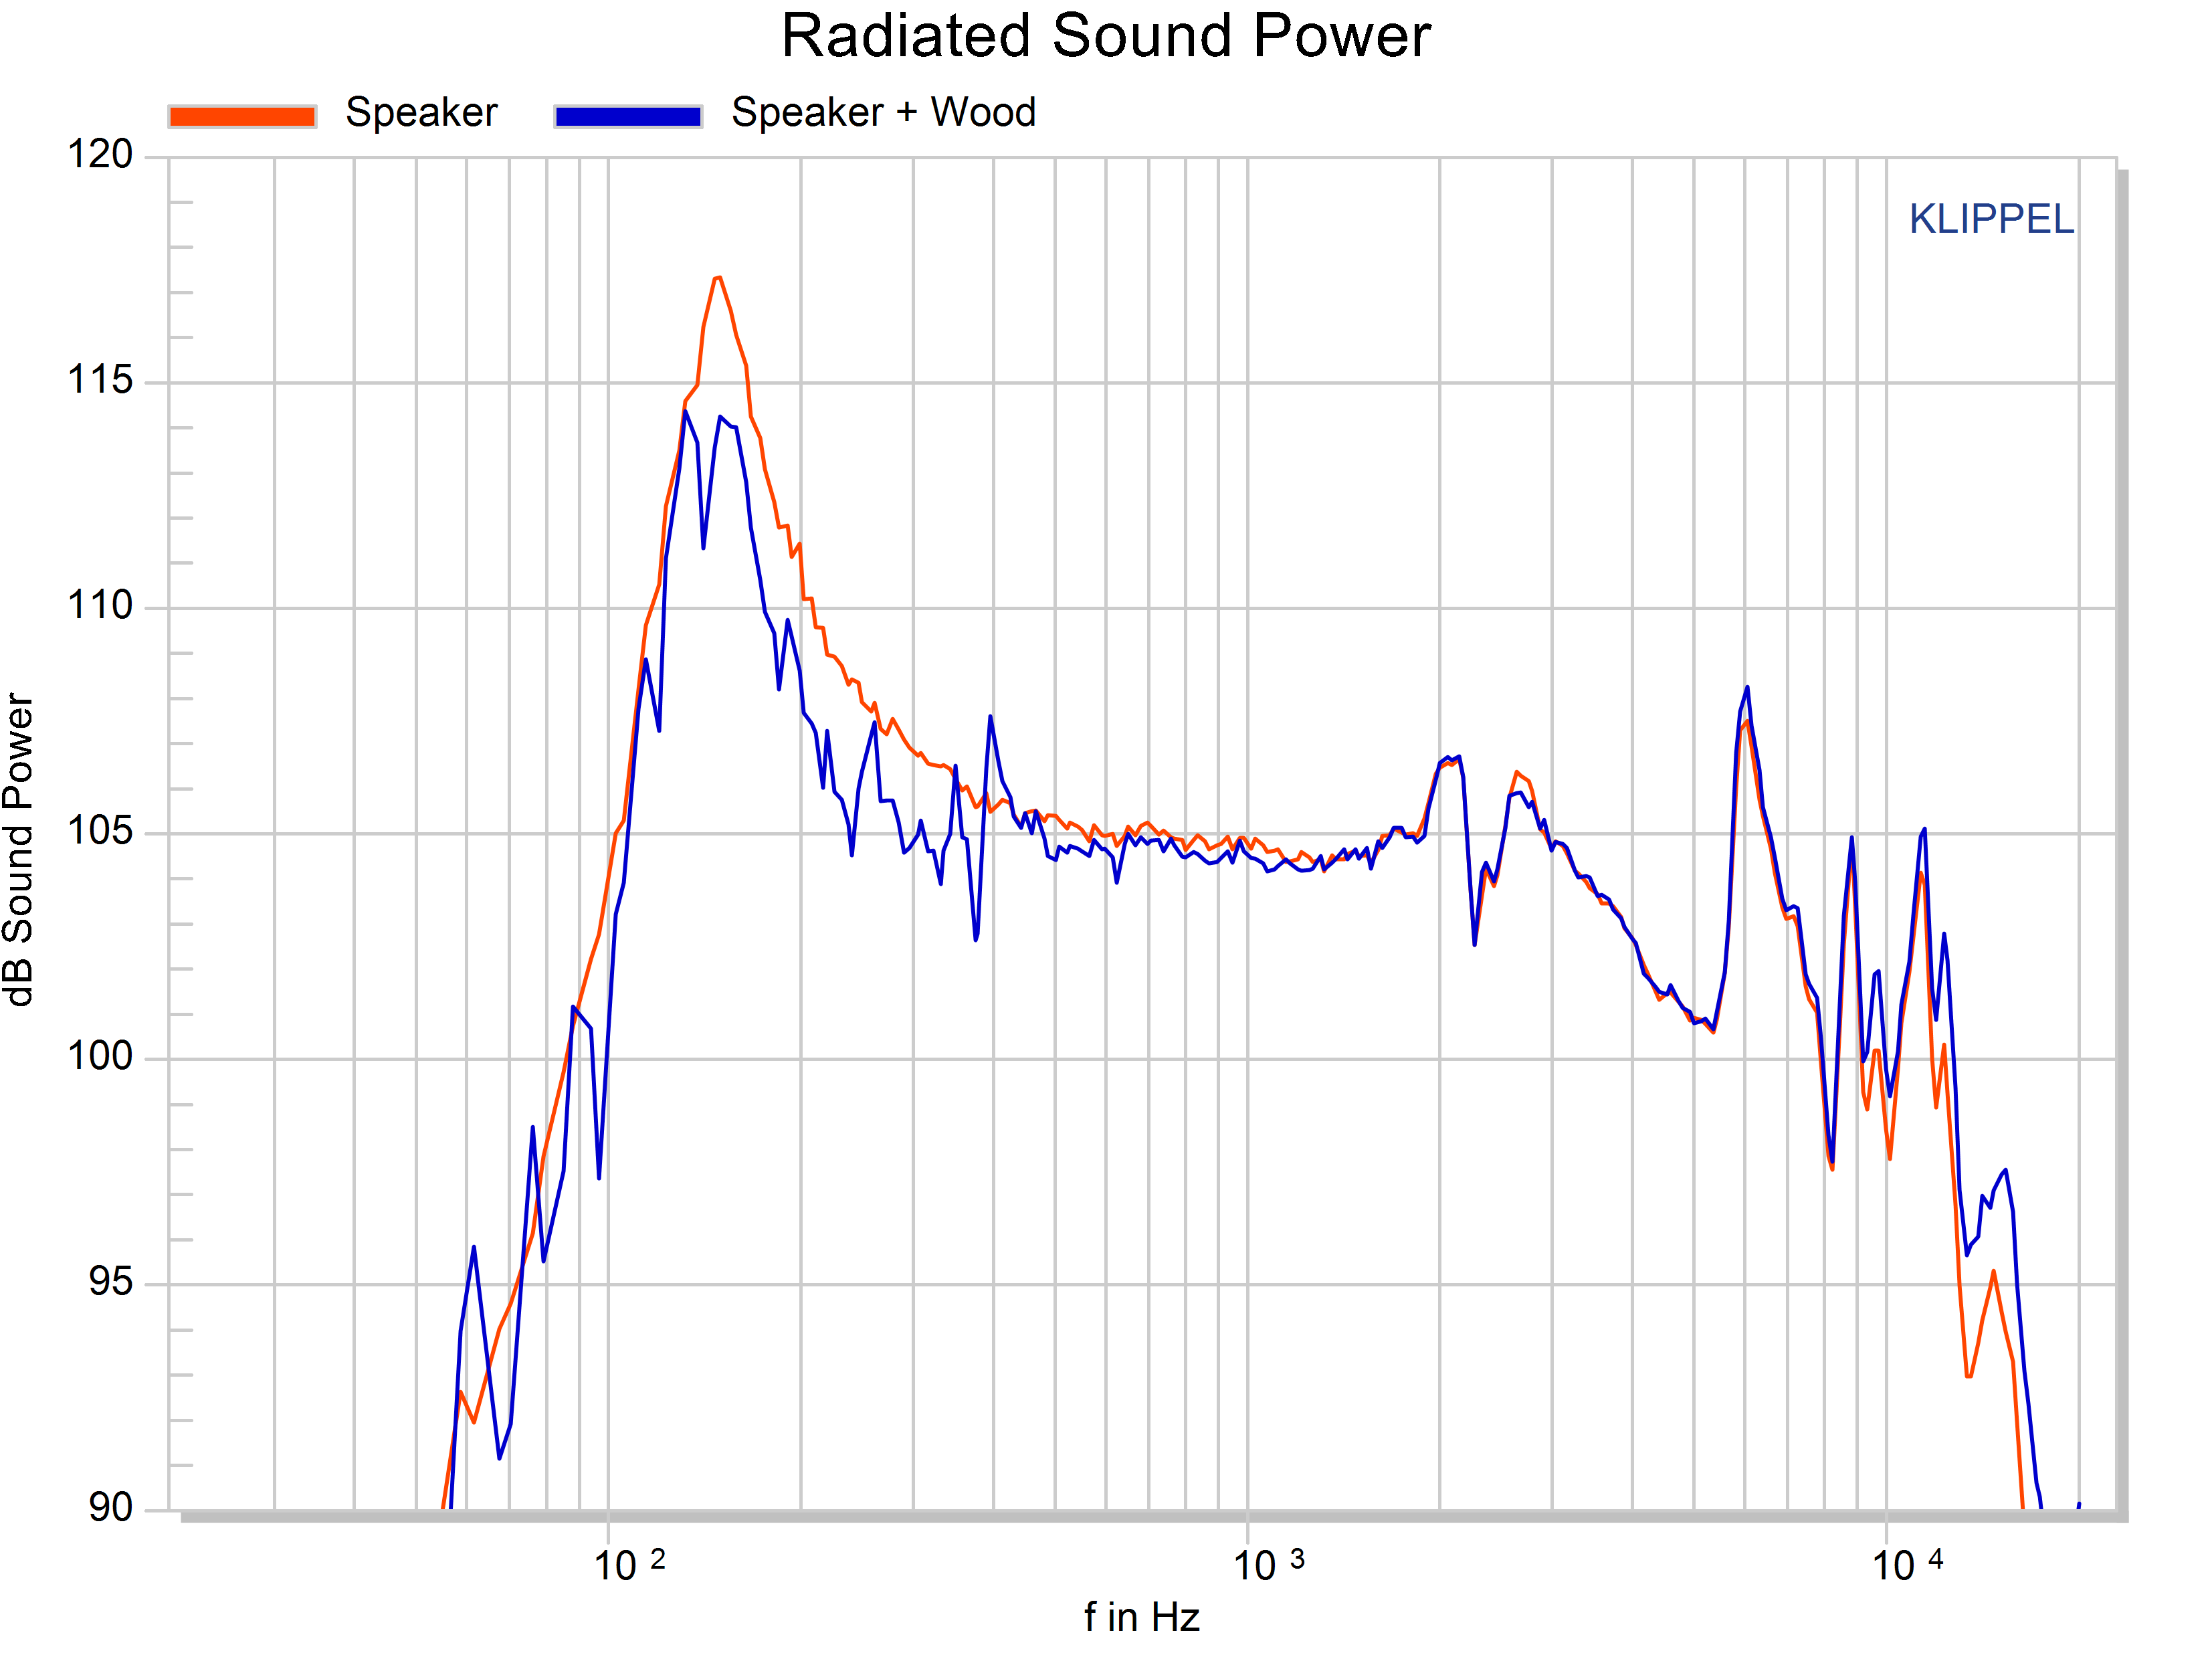 Radiated Sound Power
Speaker
Speaker + Wood
KLIPPEL
120
115
110
105
100
95
90
dB Sound Power
10 2
10 3
10 4
f in Hz